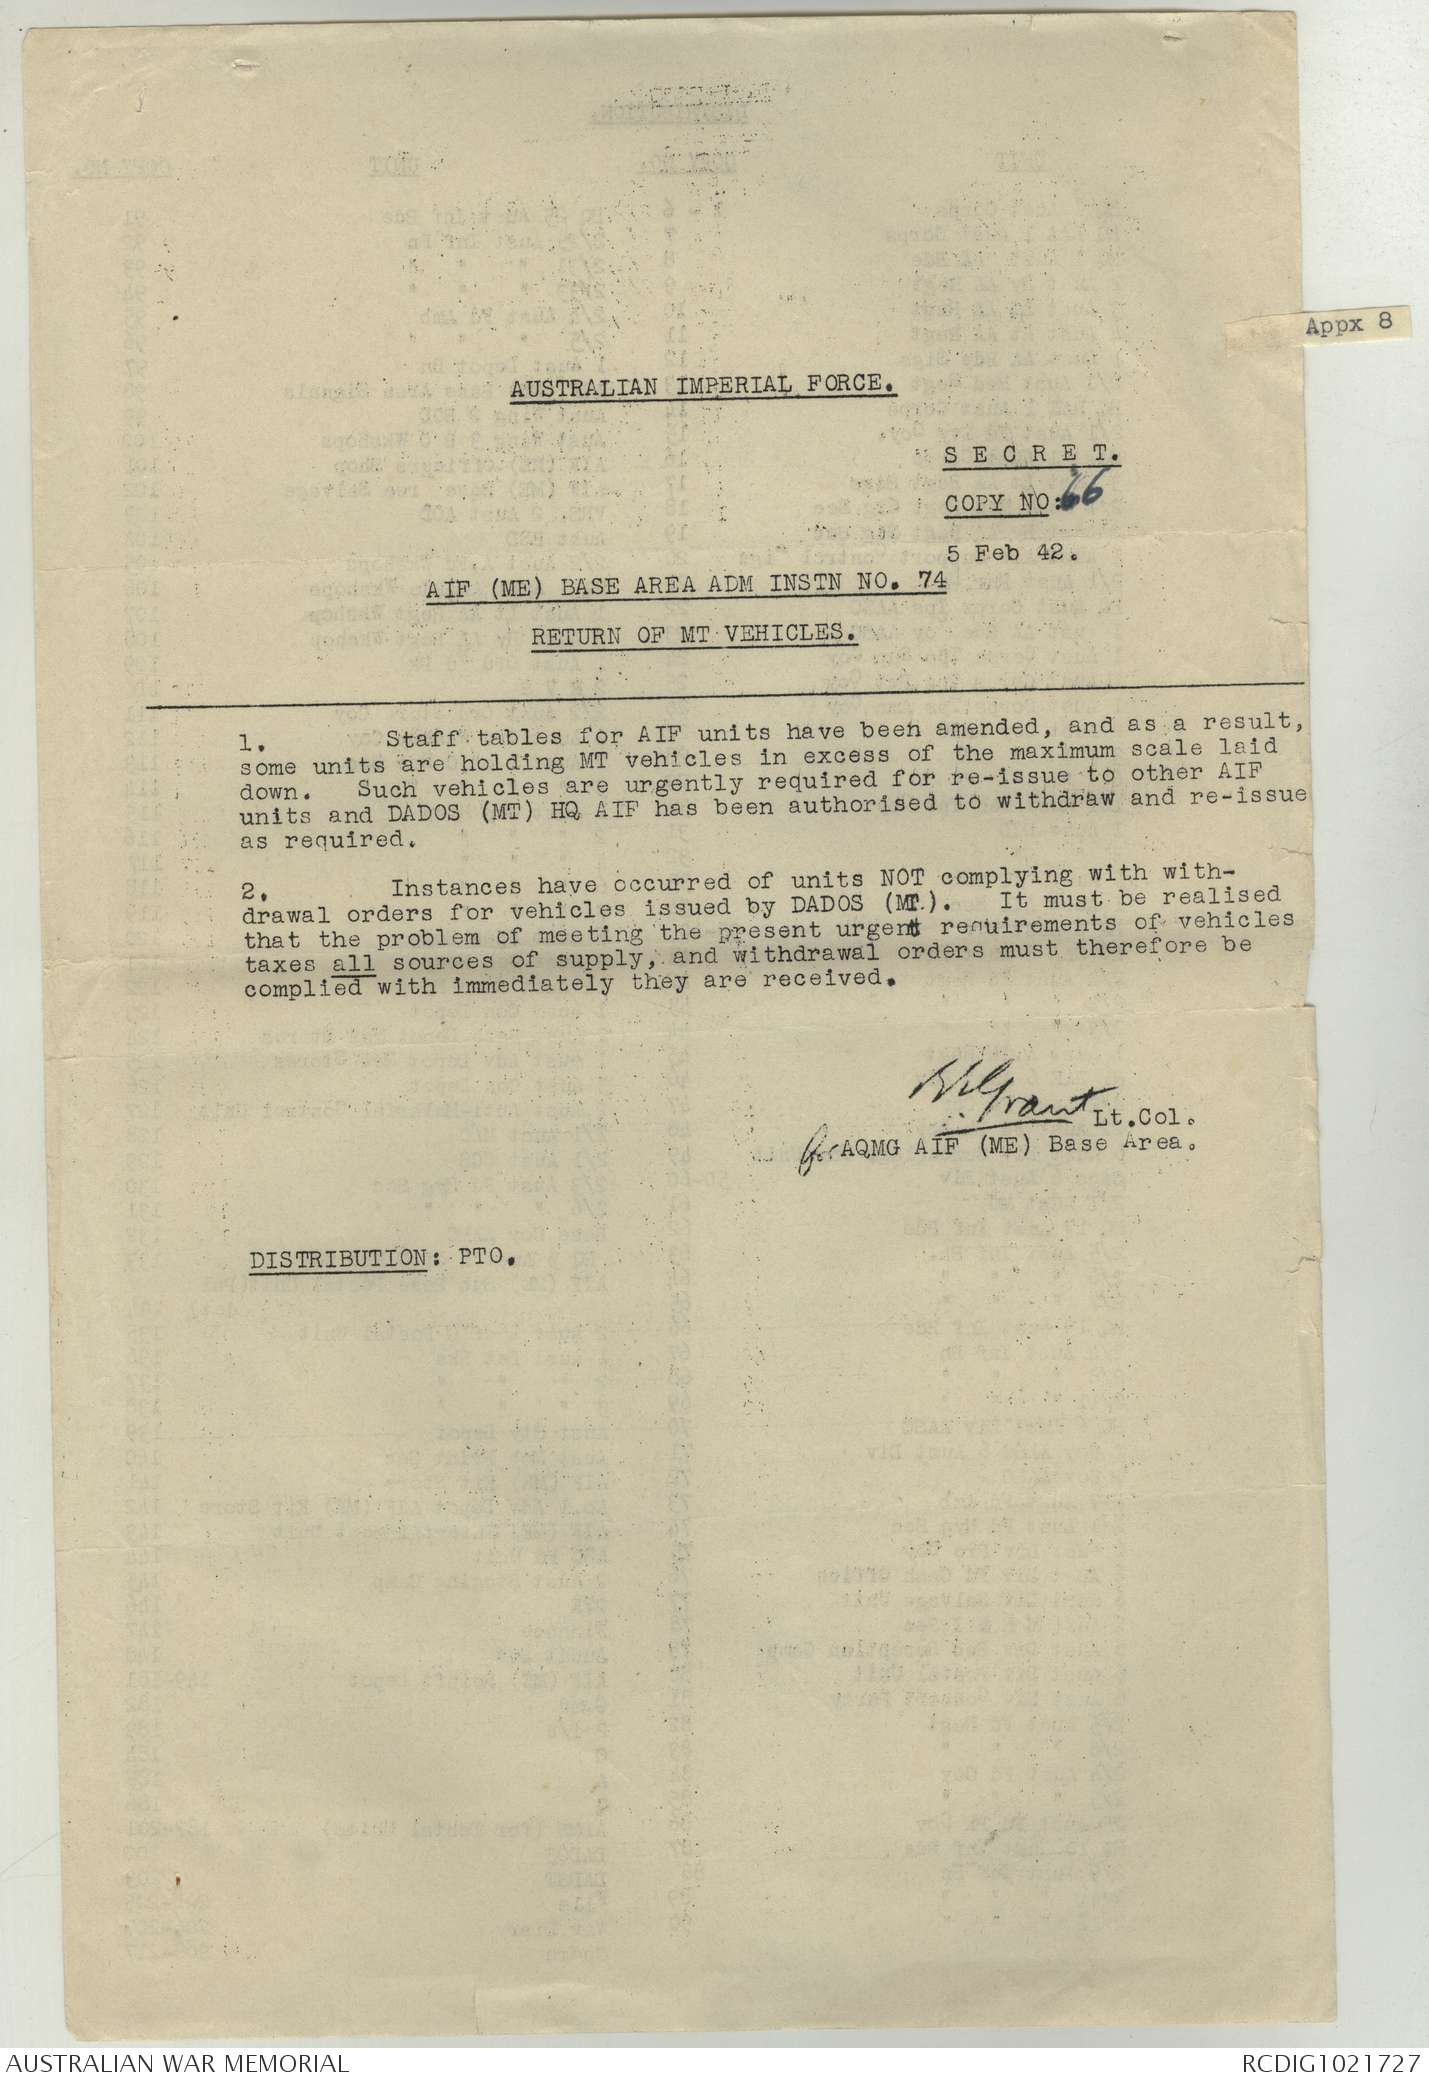 Appx 8
AUSTRALIAN IMPERIAL FORCE.
S E C R E T.
COPY NO: 66
5 Feb 42.
AIF (ME) BASE AREA ADM INSTN NO. 74
RETURN OF MT VEHICLES.
1. Staff tables for AIF units have been amended, and as a result,
some units are holding MT vehicles in excess of the maximum scale laid
down. Such vehicles are urgently required for re-issue to other AIF
units and DADOS (MT) HQ AIF has been authorised to withdraw and re-issue
as required.
2. Instances have occurred of units NOT complying with with-
drawal orders for vehicles issued by DADOS (MT.). It must be realised
that the problem of meeting the present urgent requirements of vehicles
taxes all sources of supply, and withdrawal orders must therefore be
complied with immediately they are received.
Grant Lt.Col.
for AQMG AIF (ME) Base Area.
DISTRIBUTION: PTO.
AUSTRALIAN WAR MEMORIAL
RCDIG1021727